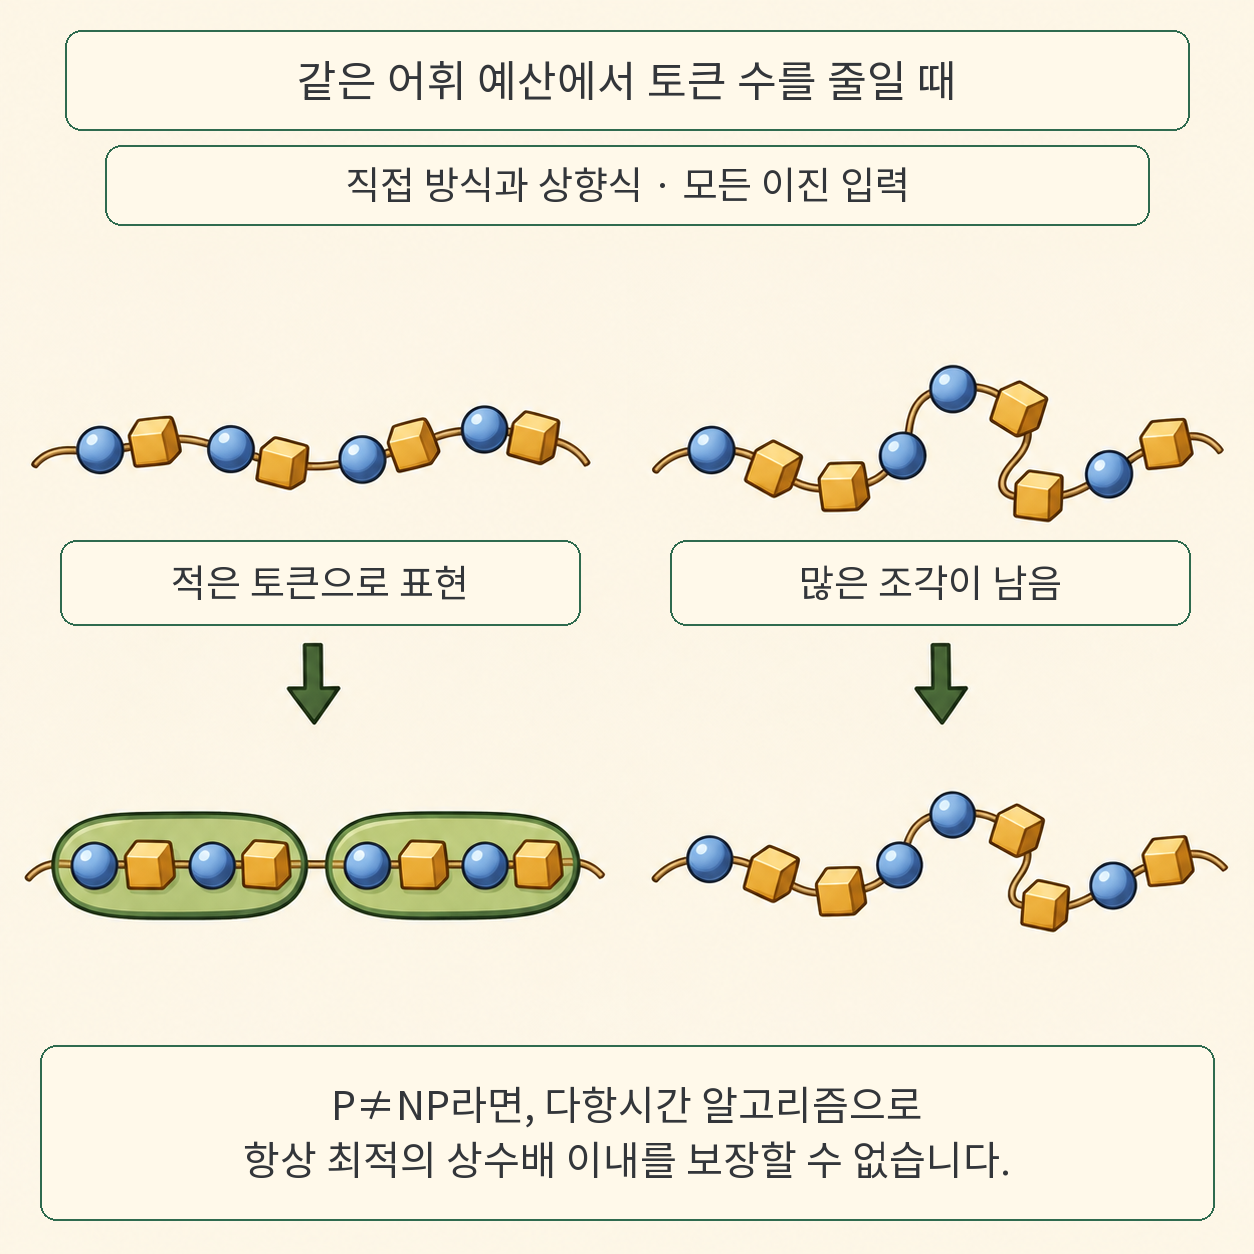 같은 어휘 예산에서 토큰 수를 줄일 때
직접 방식과 상향식 · 모든 이진 입력
적은 토큰으로 표현
많은 조각이 남음
P≠NP라면, 다항시간 알고리즘으로
항상 최적의 상수배 이내를 보장할 수 없습니다.